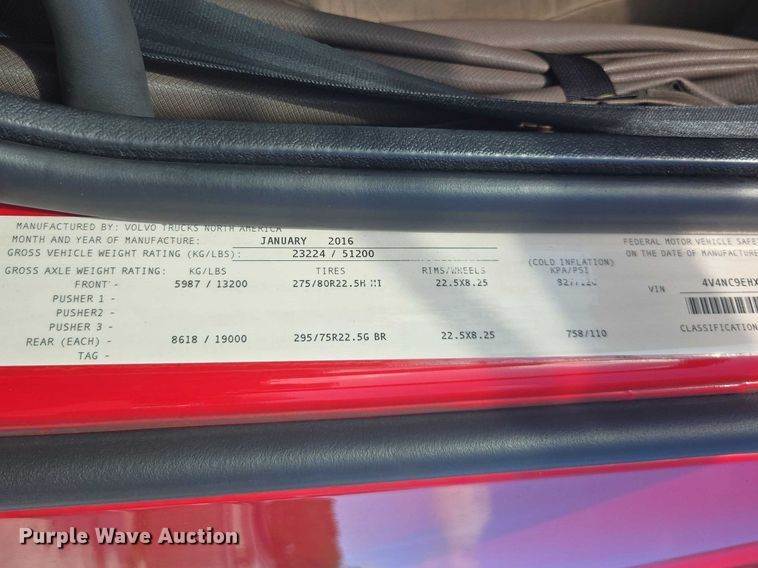 MANUFACTURED BY: VOLVO TRUCKS NORTH AMERICA
MONTH AND YEAR OF MANUFACTURE: JANUARY 2016
GROSS VEHICLE WEIGHT RATING (KG/LBS): 23224 / 51200
FEDERAL MOTOR VEHICLE SAFE
ON THE DATE OF MANUFACTURE
GROSS AXLE WEIGHT RATING: KG/LBS TIRES RIMS/WHEELS (COLD INFLATION) KPA/PSI
FRONT - 5987 / 13200 275/80R22.5H MI 22.5X8.25
VIN 4V4NC9EHX
PUSHER 1 -
PUSHER2 -
PUSHER 3 -
CLASSIFICATION
REAR (EACH) - 8618 / 19000 295/75R22.5G BR 22.5X8.25 758/110
TAG -
Purple Wave Auction